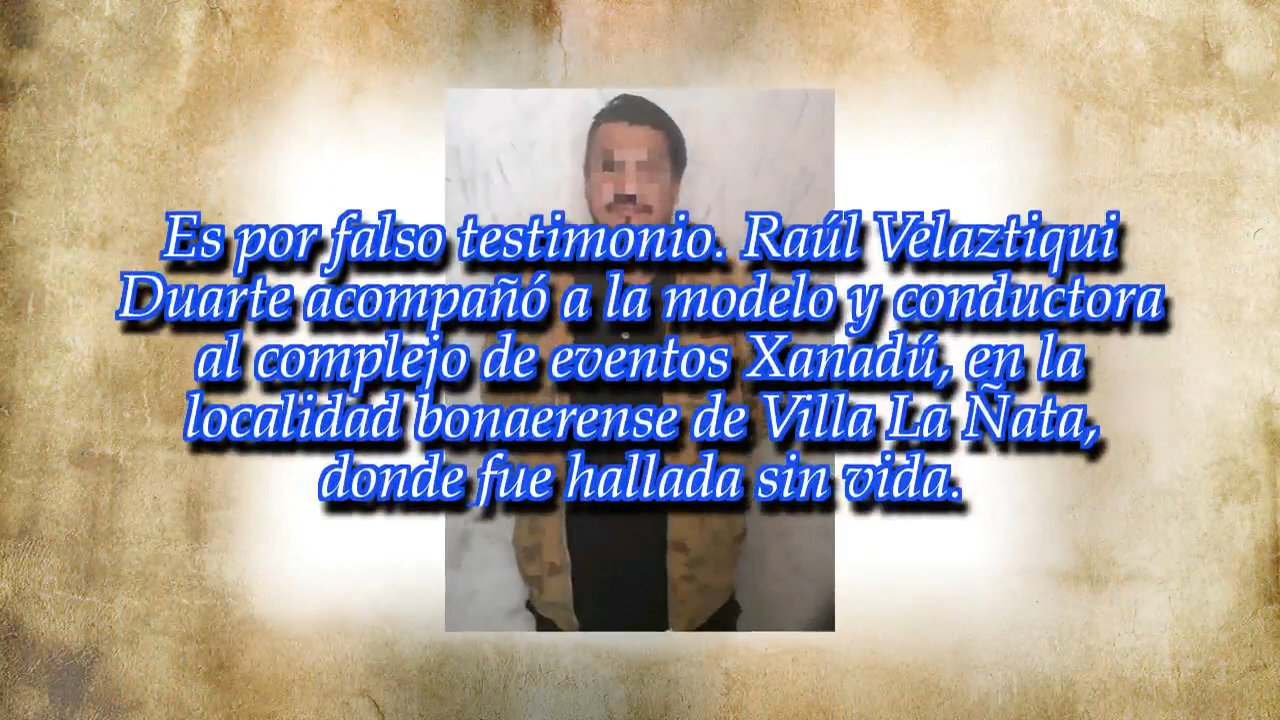 Es por falso testimonio. Raúl Velaztiqui
Duarte acompañó a la modelo y conductora
al complejo de eventos Xanadú, en la
localidad bonaerense de Villa La Ñata,
donde fue hallada sin vida.